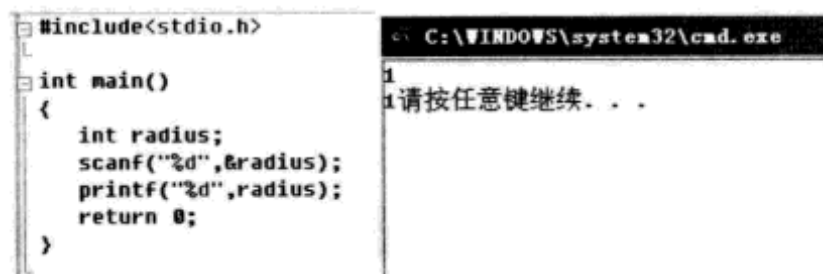 #include<stdio.h>
int main()
{
int radius;
scanf("%d",&radius);
printf("%d",radius);
return 0;
}
C:\WINDOWS\system32\cmd.exe
1
1请按任意键继续. . .